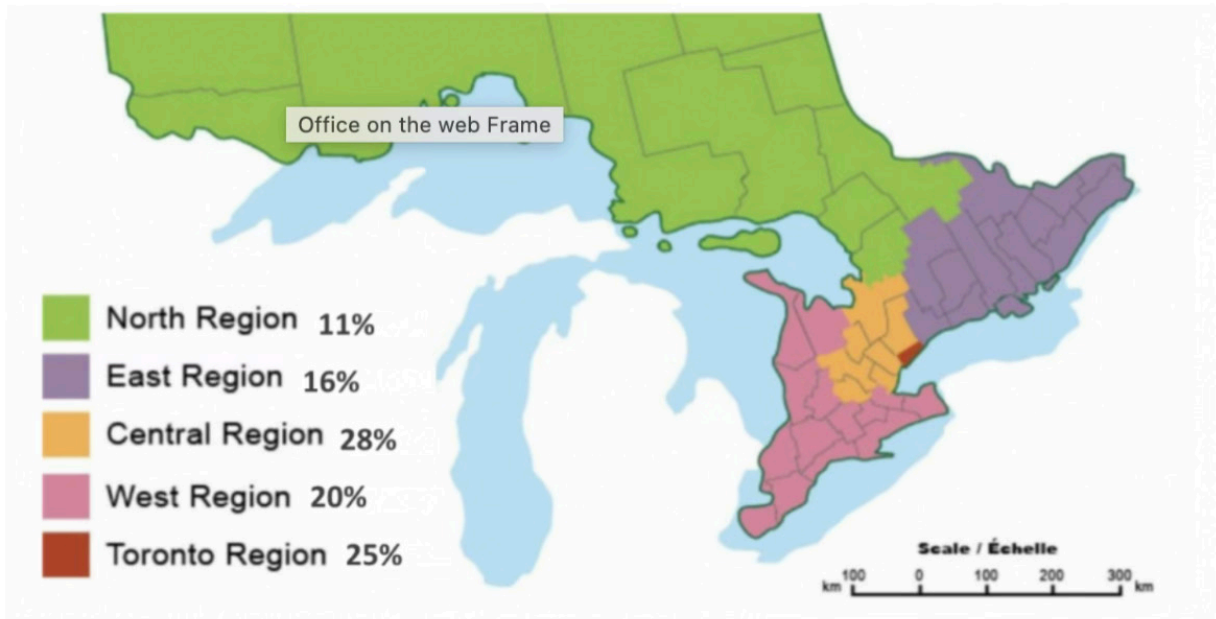 Office on the web Frame
North Region 11%
East Region 16%
Central Region 28%
West Region 20%
Toronto Region 25%
Scale / Échelle
km 100 0 100 200 300 km